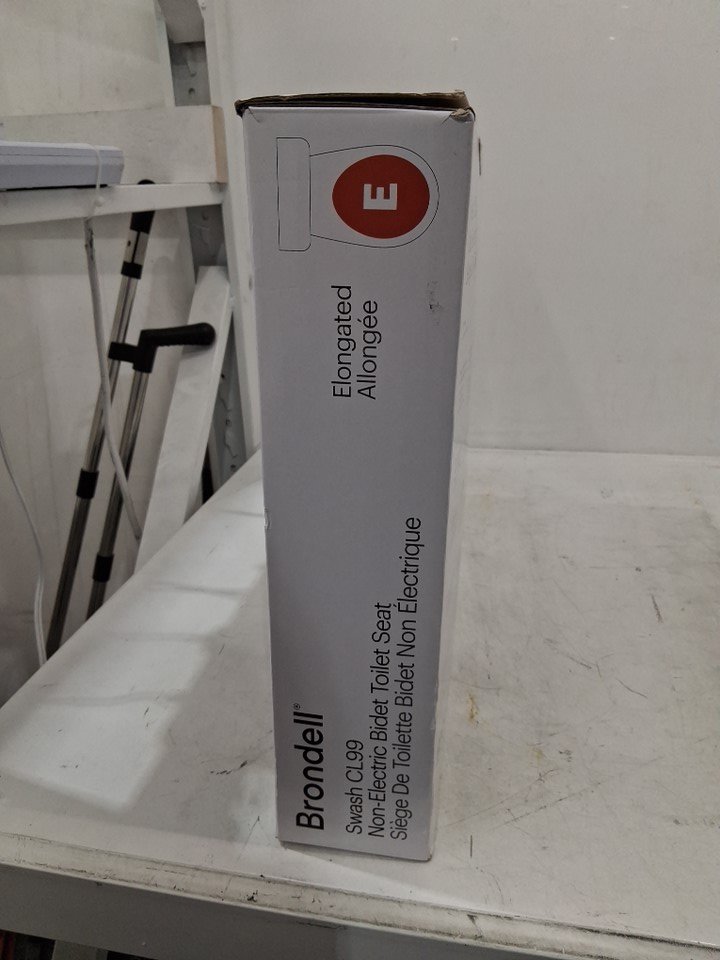 E
Elongated
Allongée
Brondell®
Swash CL99
Non-Electric Bidet Toilet Seat
Siège De Toilette Bidet Non Électrique